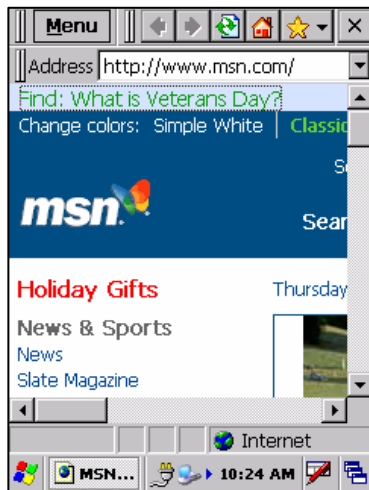 Menu
Address http://www.msn.com/
Find: What is Veterans Day?
Change colors: Simple White | Classic
msn
Sear
Holiday Gifts
Thursday
News & Sports
News
Slate Magazine
Internet
MSN...
10:24 AM